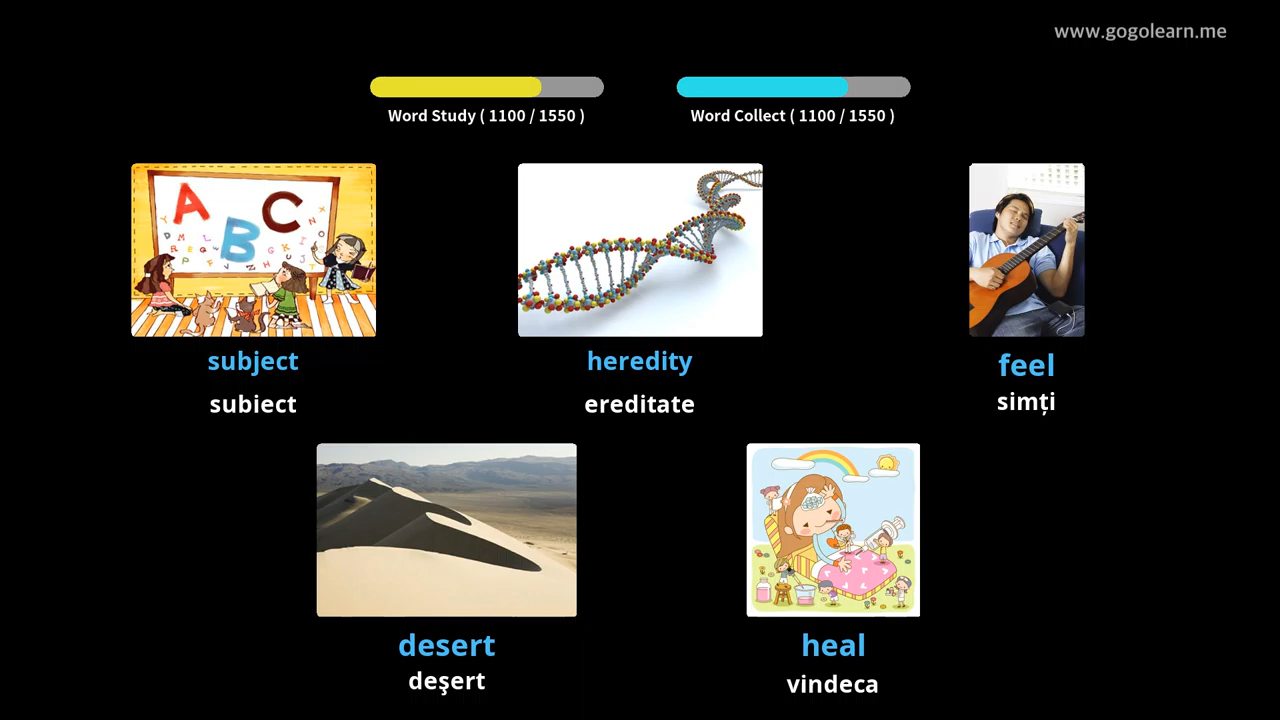 www.gogolearn.me
Word Study ( 1100 / 1550 )
Word Collect ( 1100 / 1550 )
A B C
subject
heredity
feel
subiect
ereditate
simți
desert
heal
deşert
vindeca